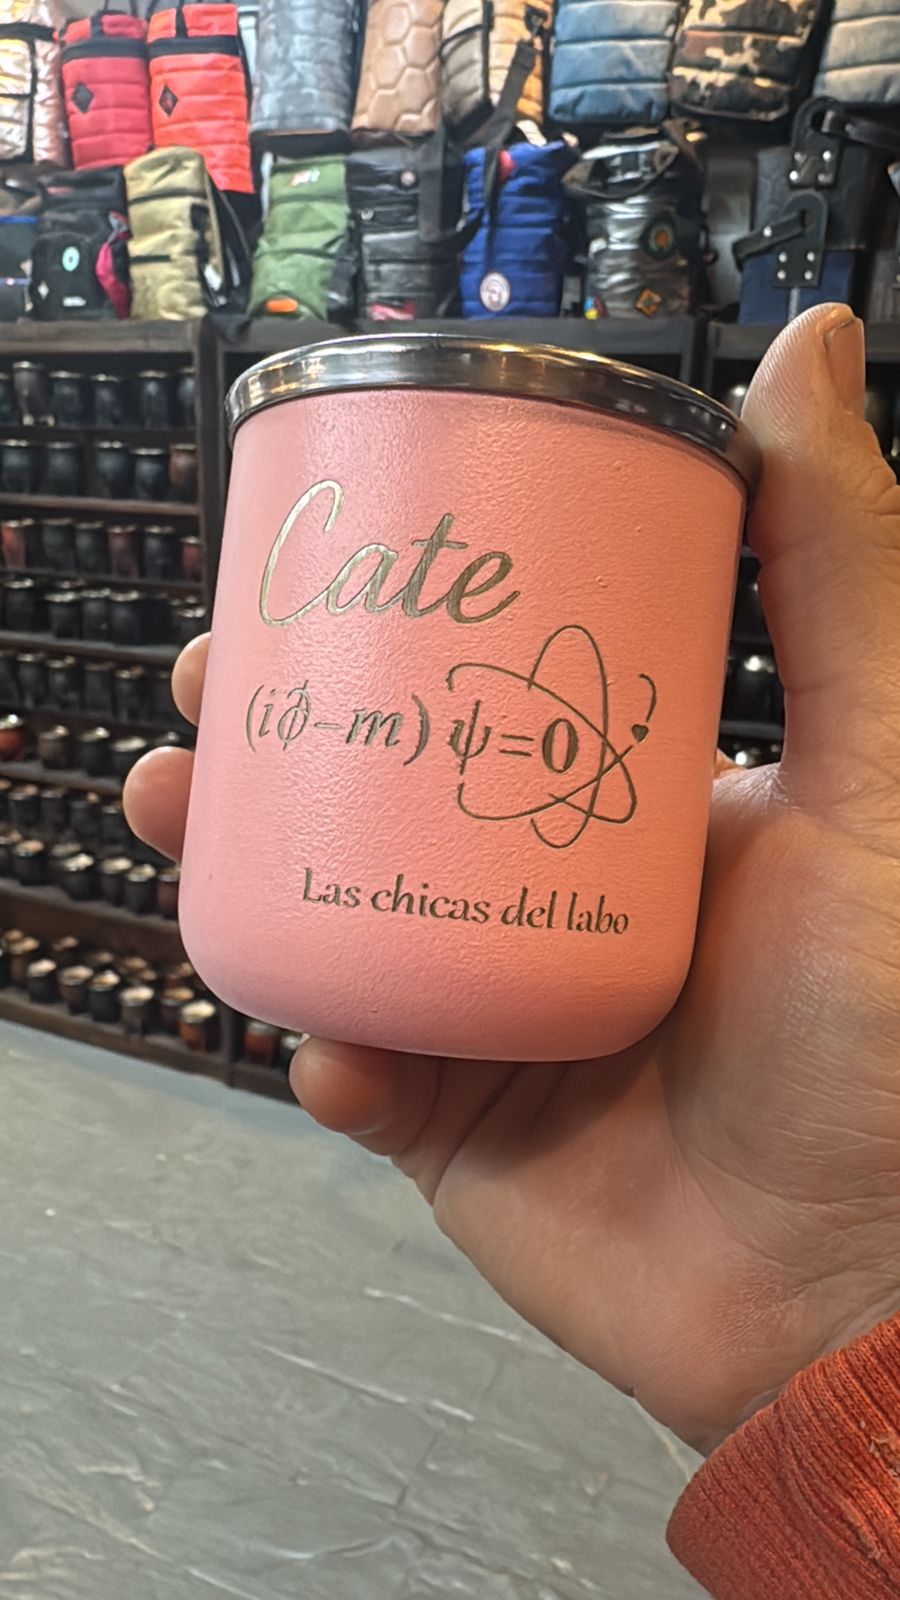 Cate
(i∂̸−m) ψ=0
Las chicas del labo